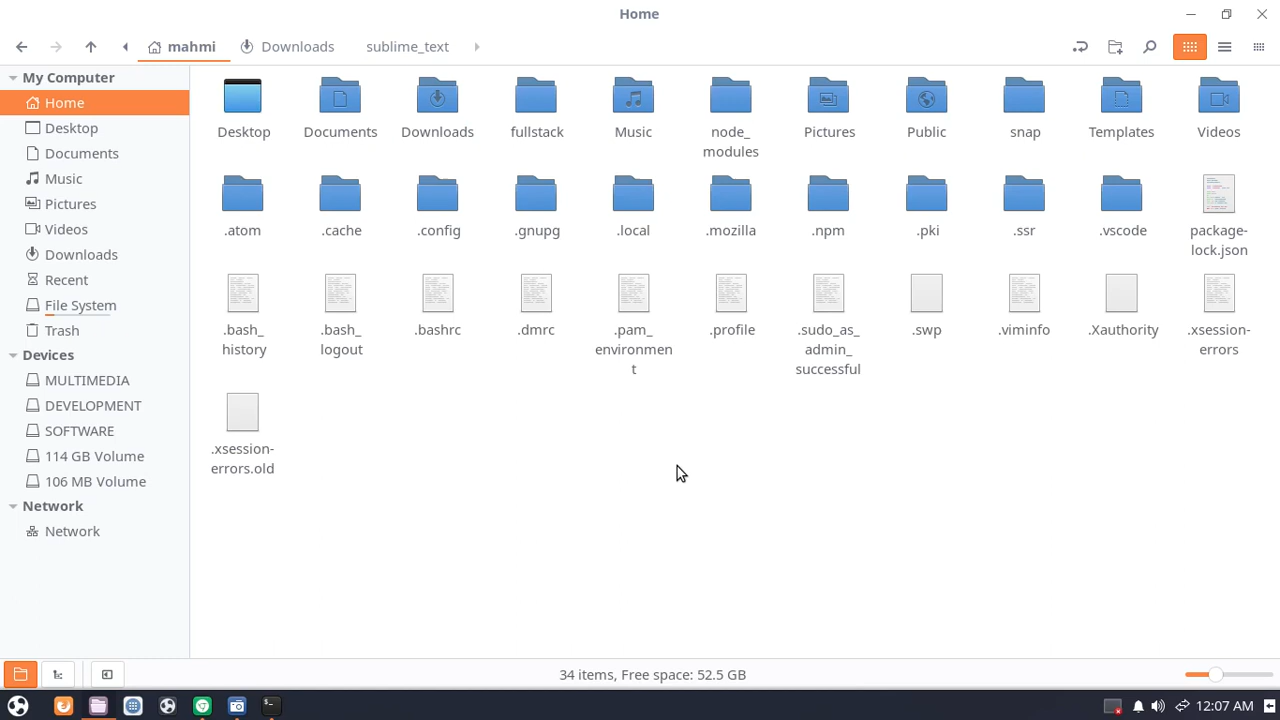 Home
mahmi
Downloads
sublime_text
My Computer
Home
Desktop
Documents
Music
Pictures
Videos
Downloads
Recent
File System
Trash
Devices
MULTIMEDIA
DEVELOPMENT
SOFTWARE
114 GB Volume
106 MB Volume
Network
Network
Desktop
Documents
Downloads
fullstack
Music
node_
modules
Pictures
Public
snap
Templates
Videos
.atom
.cache
.config
.gnupg
.local
.mozilla
.npm
.pki
.ssr
.vscode
package-
lock.json
.bash_
history
.bash_
logout
.bashrc
.dmrc
.pam_
environmen
t
.profile
.sudo_as_
admin_
successful
.swp
.viminfo
.Xauthority
.xsession-
errors
.xsession-
errors.old
34 items, Free space: 52.5 GB
12:07 AM